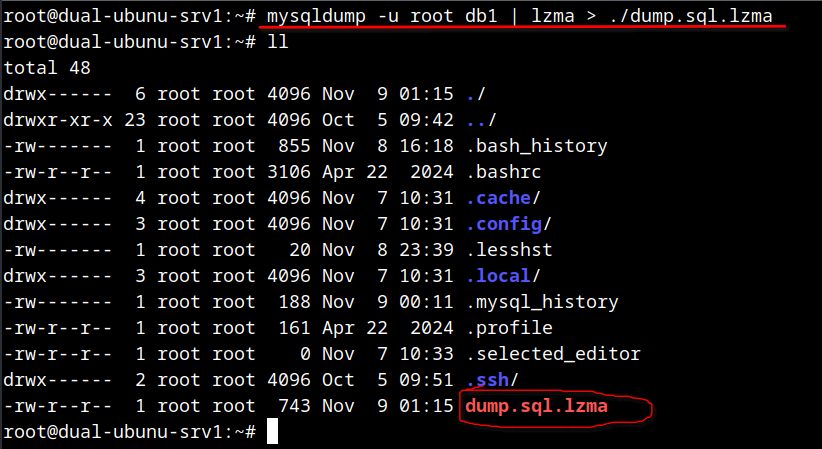 root@dual-ubunu-srv1:~# mysqldump -u root db1 | lzma > ./dump.sql.lzma
root@dual-ubunu-srv1:~# ll
total 48
drwx------  6 root root 4096 Nov  9 01:15 ./
drwxr-xr-x 23 root root 4096 Oct  5 09:42 ../
-rw-------  1 root root  855 Nov  8 16:18 .bash_history
-rw-r--r--  1 root root 3106 Apr 22  2024 .bashrc
drwx------  4 root root 4096 Nov  7 10:31 .cache/
drwx------  3 root root 4096 Nov  7 10:31 .config/
-rw-------  1 root root   20 Nov  8 23:39 .lesshst
drwx------  3 root root 4096 Nov  7 10:31 .local/
-rw-------  1 root root  188 Nov  9 00:11 .mysql_history
-rw-r--r--  1 root root  161 Apr 22  2024 .profile
-rw-r--r--  1 root root    0 Nov  7 10:33 .selected_editor
drwx------  2 root root 4096 Oct  5 09:51 .ssh/
-rw-r--r--  1 root root  743 Nov  9 01:15 dump.sql.lzma
root@dual-ubunu-srv1:~#